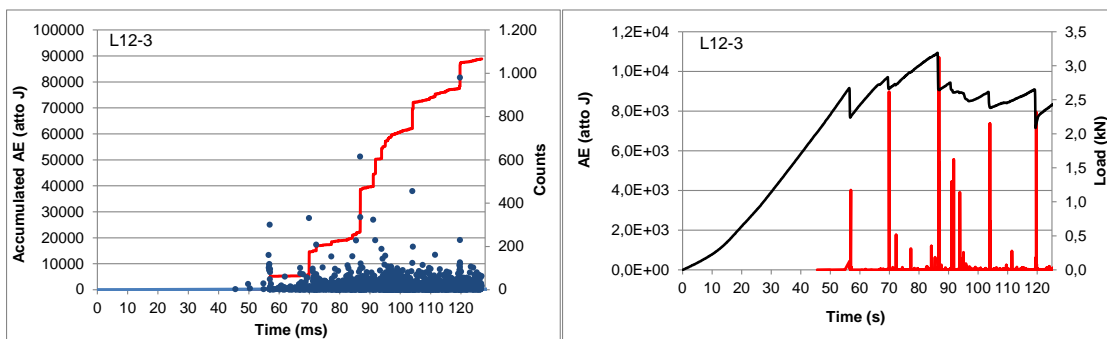 L12-3
Accumulated AE (atto J)
100000
90000
80000
70000
60000
50000
40000
30000
20000
10000
0
0 10 20 30 40 50 60 70 80 90 100 110 120
Time (ms)
1.200
1.000
800
600
400
200
0
Counts
L12-3
AE (atto J)
1,2E+04
1,0E+04
8,0E+03
6,0E+03
4,0E+03
2,0E+03
0,0E+00
0 10 20 30 40 50 60 70 80 90 100 110 120
Time (s)
3,5
3,0
2,5
2,0
1,5
1,0
0,5
0,0
Load (kN)